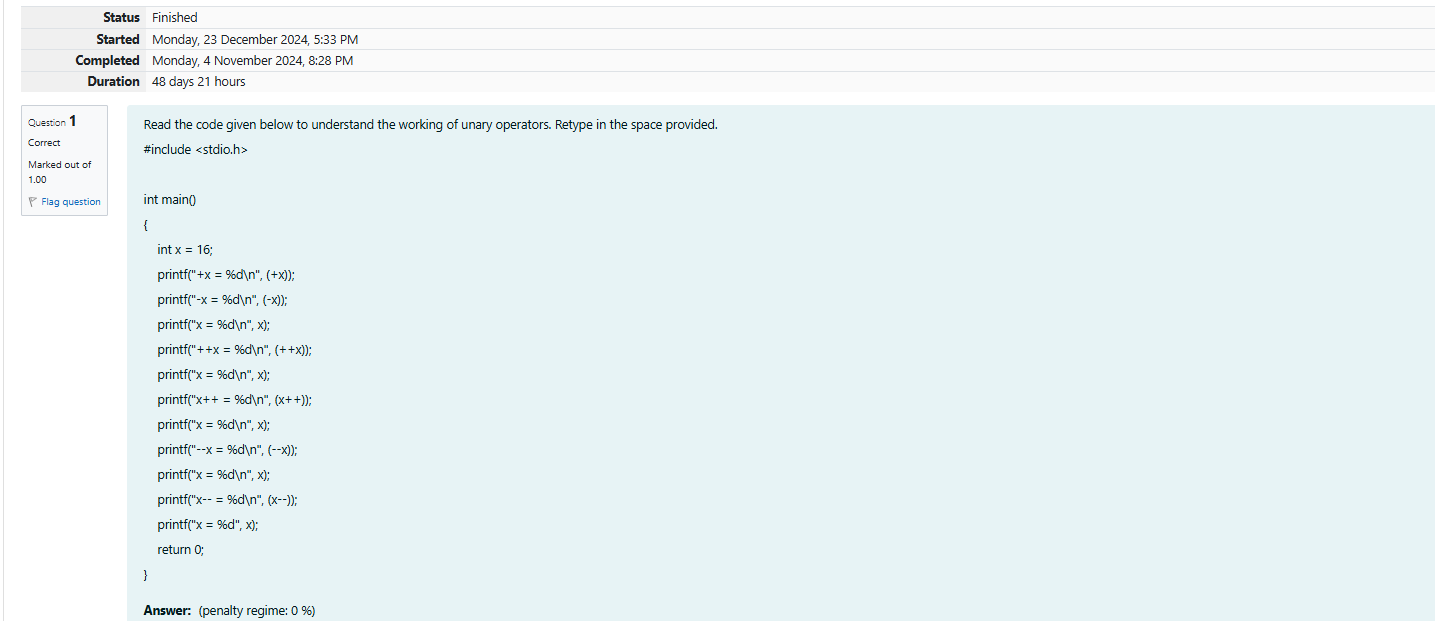 Status Finished
Started Monday, 23 December 2024, 5:33 PM
Completed Monday, 4 November 2024, 8:28 PM
Duration 48 days 21 hours
Question 1
Correct
Marked out of
1.00
Flag question
Read the code given below to understand the working of unary operators. Retype in the space provided.
#include <stdio.h>
int main()
{
int x = 16;
printf("+x = %d\n", (+x));
printf("-x = %d\n", (-x));
printf("x = %d\n", x);
printf("++x = %d\n", (++x));
printf("x = %d\n", x);
printf("x++ = %d\n", (x++));
printf("x = %d\n", x);
printf("--x = %d\n", (--x));
printf("x = %d\n", x);
printf("x-- = %d\n", (x--));
printf("x = %d", x);
return 0;
}
Answer: (penalty regime: 0 %)